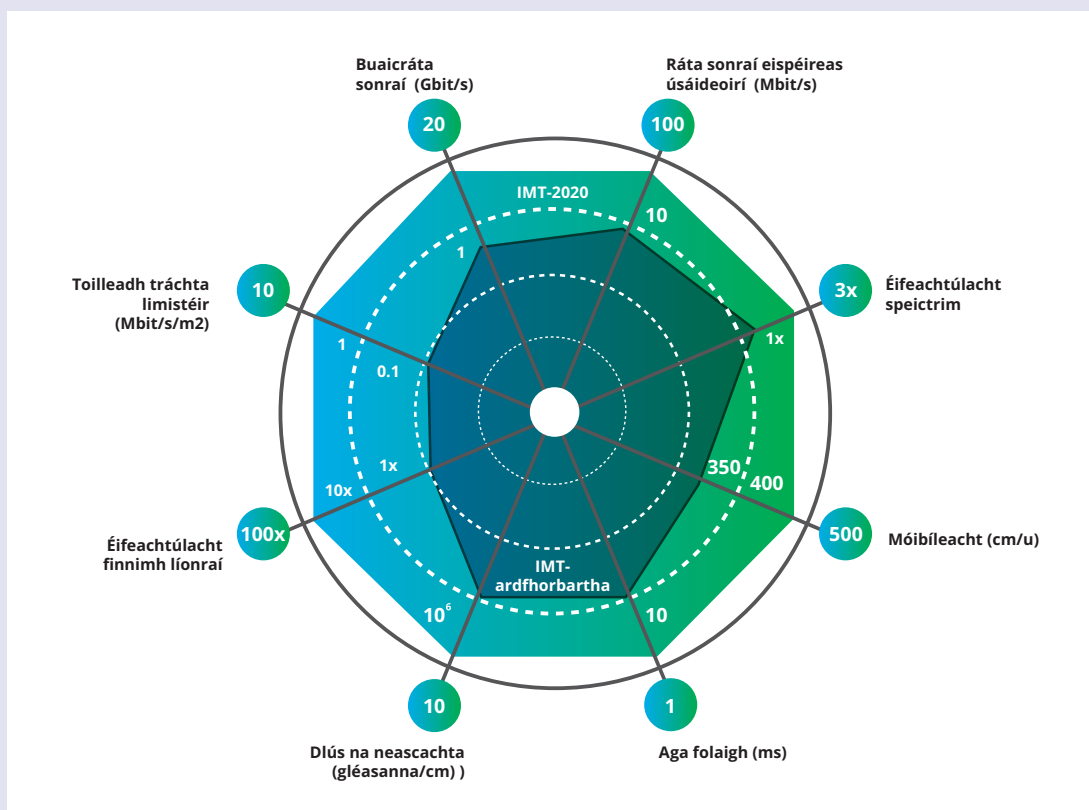 Buaicráta
sonraí (Gbit/s)
20
Ráta sonraí eispéireas
úsáideoirí (Mbit/s)
100
IMT-2020
10
1
Toilleadh tráchta
limistéir
(Mbit/s/m2)
10
3x
Éifeachtúlacht
speictrim
1
0.1
1x
1x
10x
350
400
Éifeachtúlacht
finnimh líonraí
100x
500
Móibíleacht (cm/u)
IMT-
ardfhorbartha
10⁶
10
10
1
Dlús na neascachta
(gléasanna/cm) )
Aga folaigh (ms)